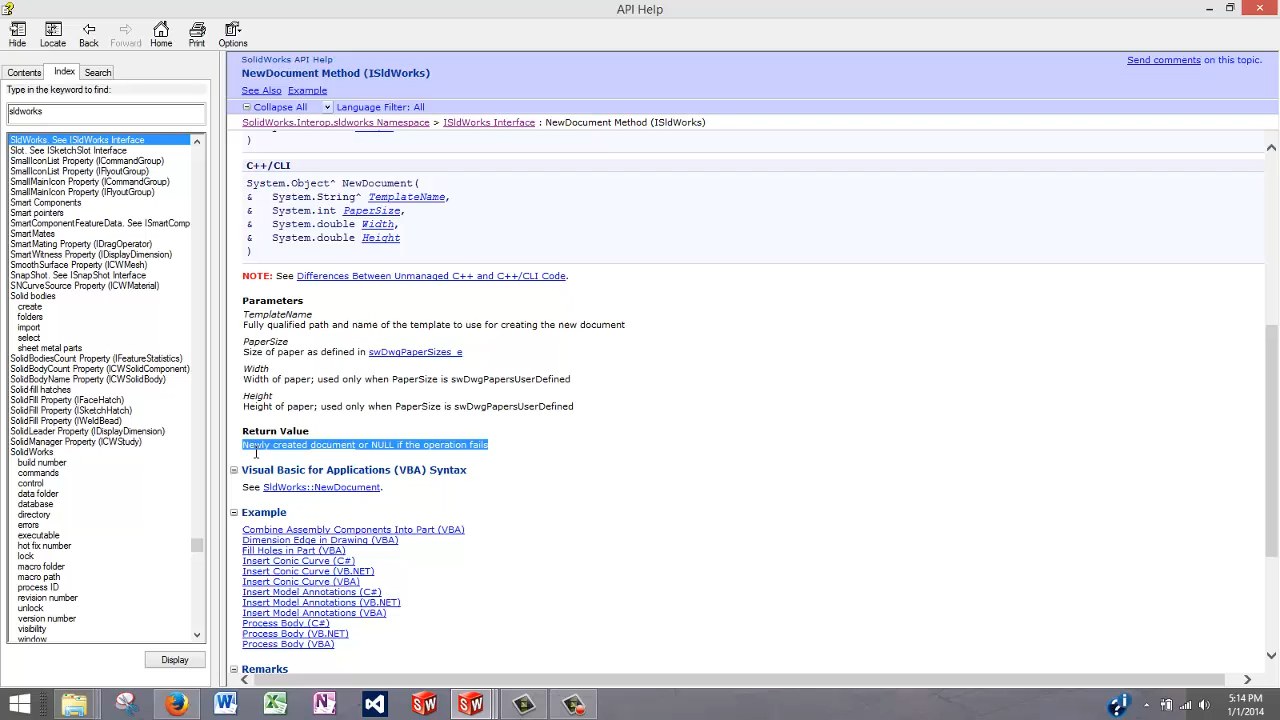 API Help
Hide
Locate
Back
Forward
Home
Print
Options
Contents
Index
Search
Type in the keyword to find:
sldworks
SldWorks. See ISldWorks Interface
Slot. See ISketchSlot Interface
SmallIconList Property (ICommandGroup)
SmallIconList Property (IFlyoutGroup)
SmallMainIcon Property (ICommandGroup)
SmallMainIcon Property (IFlyoutGroup)
Smart Components
Smart pointers
SmartComponentFeatureData. See ISmartComp
SmartMates
SmartMating Property (IDragOperator)
SmartWitness Property (IDisplayDimension)
SmoothSurface Property (ICWMesh)
SnapShot. See ISnapShot Interface
SNCurveSource Property (ICWMaterial)
Solid bodies
create
folders
import
select
sheet metal parts
SolidBodiesCount Property (IFeatureStatistics)
SolidBodyCount Property (ICWSolidComponent)
SolidBodyName Property (ICWSolidBody)
Solid fill hatches
SolidFill Property (IFaceHatch)
SolidFill Property (ISketchHatch)
SolidFill Property (IWeldBead)
SolidLeader Property (IDisplayDimension)
SolidManager Property (ICWStudy)
SolidWorks
build number
commands
control
data folder
database
directory
errors
executable
hot fix number
lock
macro folder
macro path
process ID
revision number
unlock
version number
visibility
window
Display
SolidWorks API Help
NewDocument Method (ISldWorks)
Send comments on this topic.
See Also Example
Collapse All Language Filter: All
SolidWorks.Interop.sldworks Namespace > ISldWorks Interface : NewDocument Method (ISldWorks)
)
C++/CLI
System.Object^ NewDocument(
& System.String^ TemplateName,
& System.int PaperSize,
& System.double Width,
& System.double Height
)
NOTE: See Differences Between Unmanaged C++ and C++/CLI Code.
Parameters
TemplateName
Fully qualified path and name of the template to use for creating the new document
PaperSize
Size of paper as defined in swDwgPaperSizes_e
Width
Width of paper; used only when PaperSize is swDwgPapersUserDefined
Height
Height of paper; used only when PaperSize is swDwgPapersUserDefined
Return Value
Newly created document or NULL if the operation fails
Visual Basic for Applications (VBA) Syntax
See SldWorks::NewDocument.
Example
Combine Assembly Components Into Part (VBA)
Dimension Edge in Drawing (VBA)
Fill Holes in Part (VBA)
Insert Conic Curve (C#)
Insert Conic Curve (VB.NET)
Insert Conic Curve (VBA)
Insert Model Annotations (C#)
Insert Model Annotations (VB.NET)
Insert Model Annotations (VBA)
Process Body (C#)
Process Body (VB.NET)
Process Body (VBA)
Remarks
5:14 PM
1/1/2014